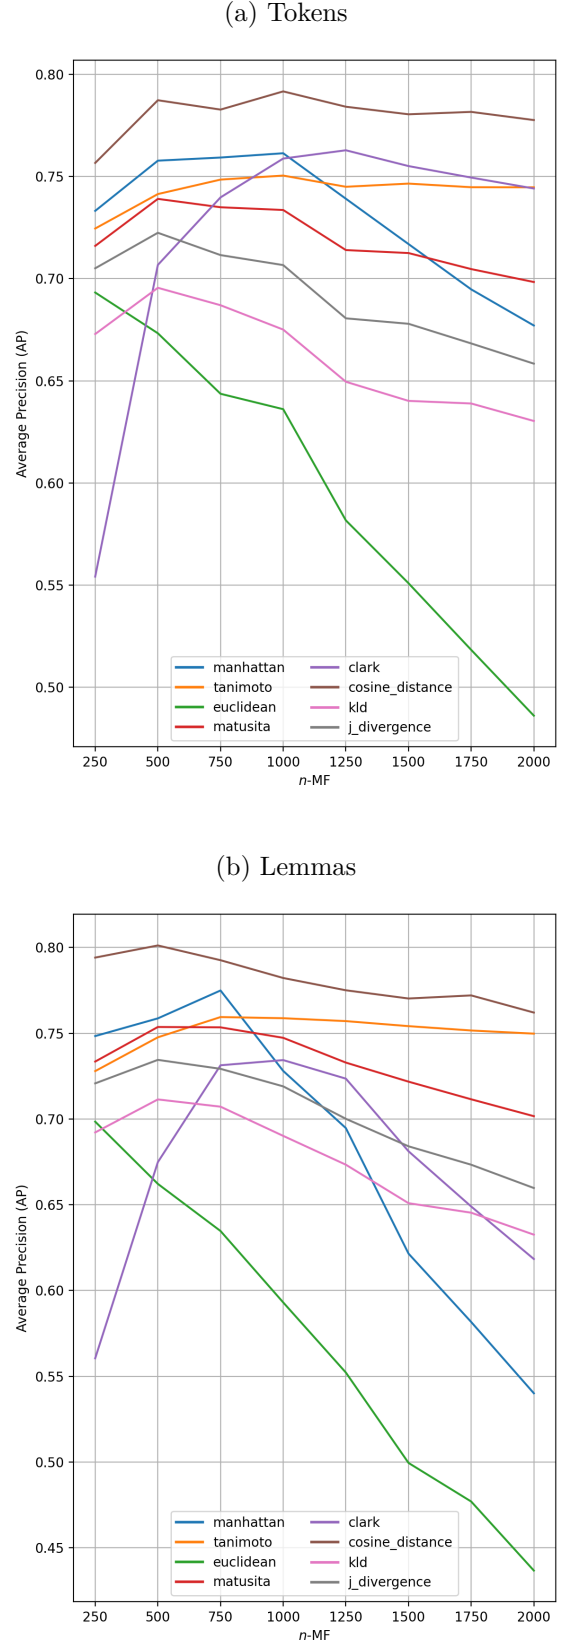 (a) Tokens
0.80
0.75
0.70
0.65
0.60
0.55
0.50
Average Precision (AP)
manhattan clark
tanimoto cosine_distance
euclidean kld
matusita j_divergence
250 500 750 1000 1250 1500 1750 2000
n-MF
(b) Lemmas
0.80
0.75
0.70
0.65
0.60
0.55
0.50
0.45
Average Precision (AP)
manhattan clark
tanimoto cosine_distance
euclidean kld
matusita j_divergence
250 500 750 1000 1250 1500 1750 2000
n-MF